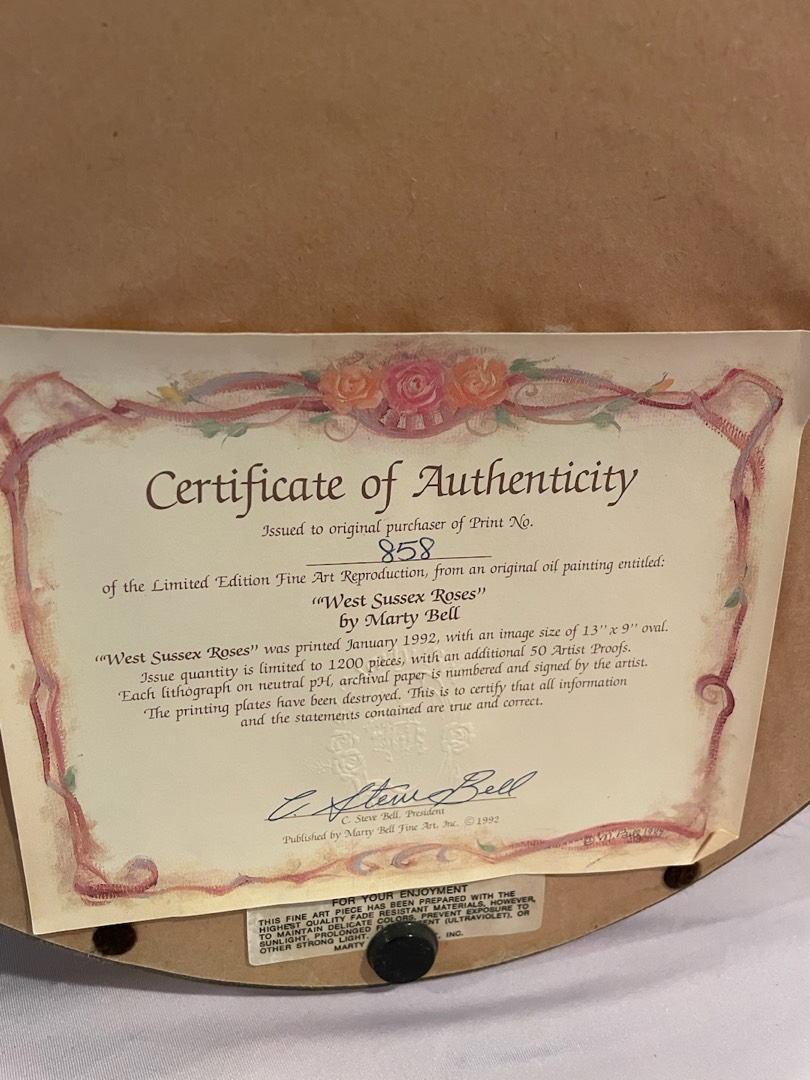 Certificate of Authenticity
Issued to original purchaser of Print No.
858
of the Limited Edition Fine Art Reproduction, from an original oil painting entitled:
"West Sussex Roses"
by Marty Bell
"West Sussex Roses" was printed January 1992, with an image size of 13'' x 9'' oval.
Issue quantity is limited to 1200 pieces, with an additional 50 Artist Proofs.
Each lithograph on neutral pH, archival paper is numbered and signed by the artist.
The printing plates have been destroyed. This is to certify that all information
and the statements contained are true and correct.
C. Steve Bell
C. Steve Bell, President
Published by Marty Bell Fine Art, Inc. ©1992
FOR YOUR ENJOYMENT
THIS FINE ART PIECE HAS BEEN PREPARED WITH THE
HIGHEST QUALITY FADE RESISTANT MATERIALS, HOWEVER,
TO MAINTAIN DELICATE COLORS, PREVENT EXPOSURE TO
SUNLIGHT, PROLONGED (ULTRAVIOLET), OR
OTHER STRONG LIGHT.
MARTY INC.